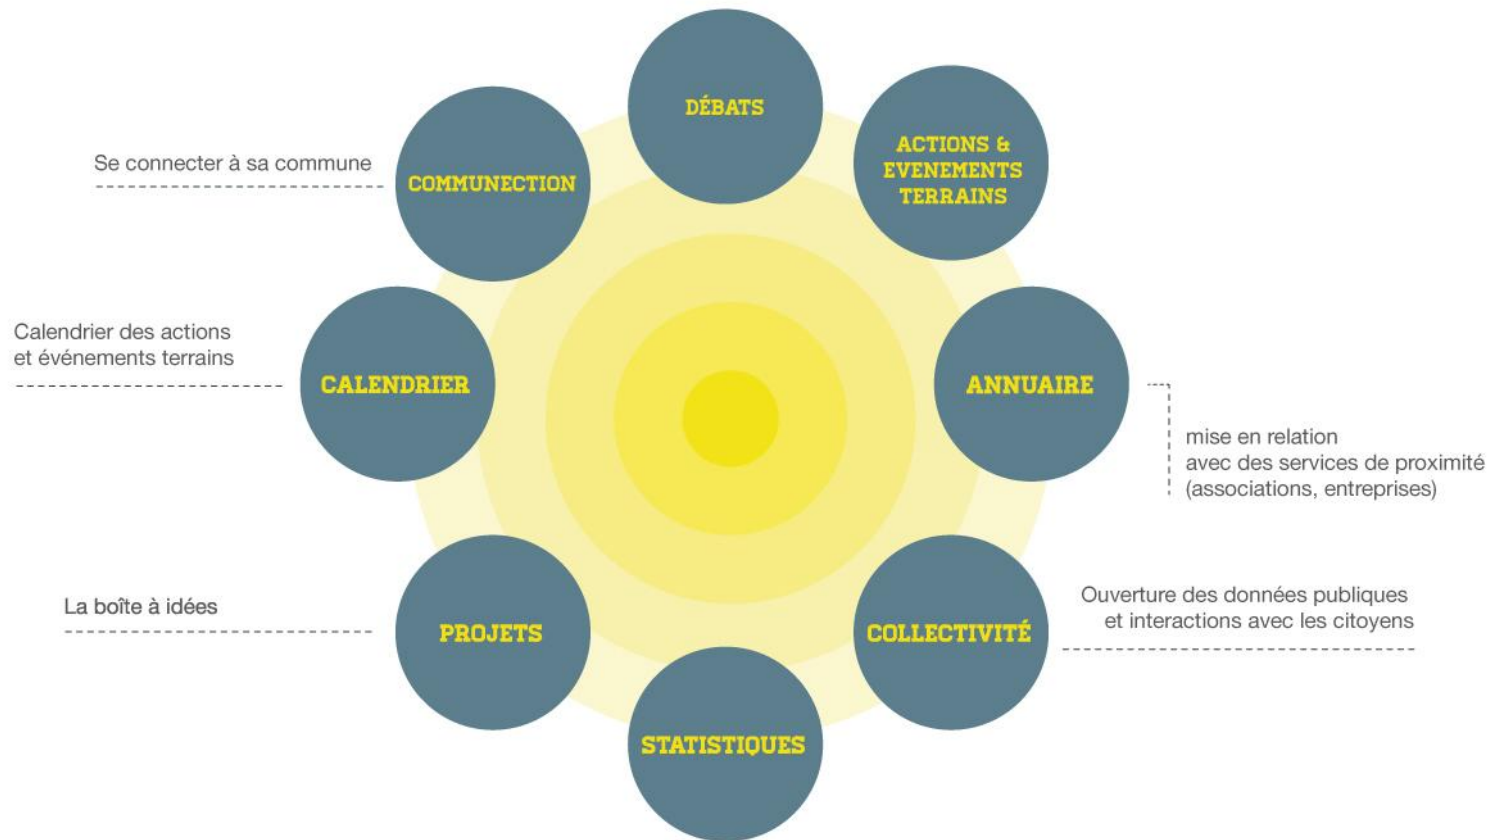 DÉBATS
ACTIONS &
EVENEMENTS
TERRAINS
Se connecter à sa commune
COMMUNECTION
Calendrier des actions
et événements terrains
CALENDRIER
ANNUAIRE
mise en relation
avec des services de proximité
(associations, entreprises)
La boîte à idées
PROJETS
COLLECTIVITÉ
Ouverture des données publiques
et interactions avec les citoyens
STATISTIQUES